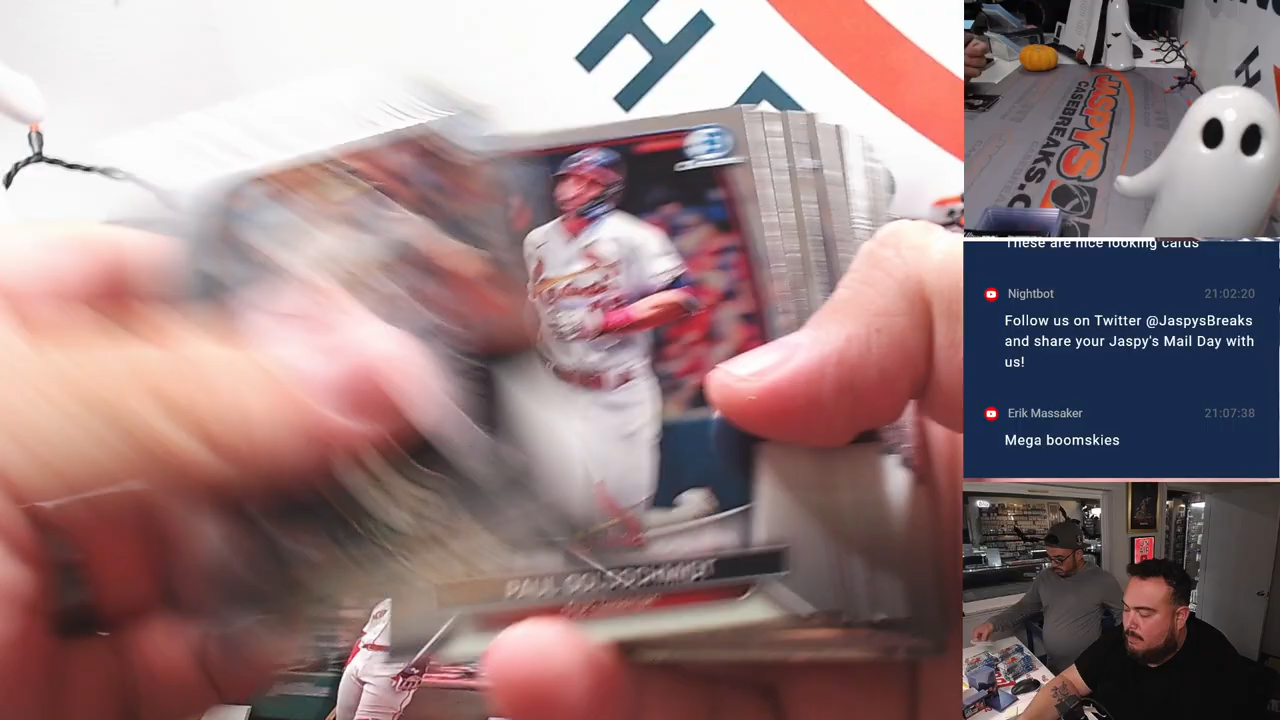 H
PAUL GOLDSCHMIDT
JASPYS
CASEBREAKS.C
H
These are nice looking cards
Nightbot 21:02:20
Follow us on Twitter @JaspysBreaks
and share your Jaspy's Mail Day with
us!
Erik Massaker 21:07:38
Mega boomskies